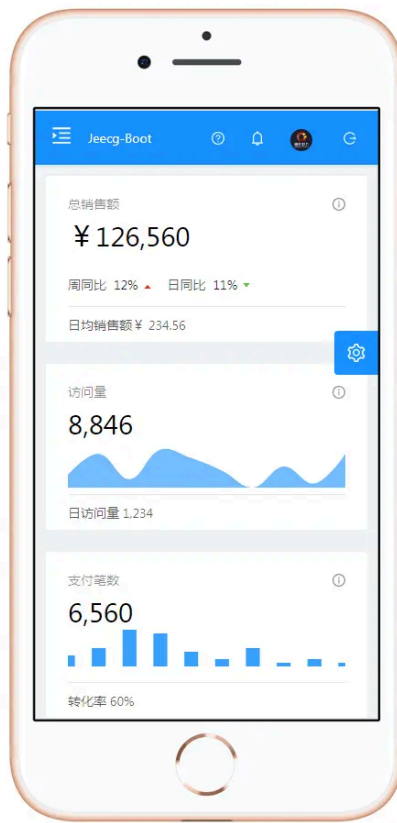 Jeecg-Boot
总销售额
￥126,560
周同比 12% 日同比 11%
日均销售额￥ 234.56
访问量
8,846
日访问量 1,234
支付笔数
6,560
转化率 60%